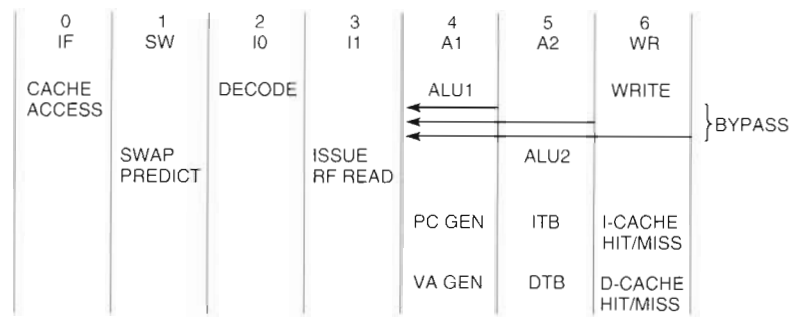 0 1 2 3 4 5 6
IF SW I0 I1 A1 A2 WR
CACHE DECODE ALU1 WRITE
ACCESS
BYPASS
SWAP ISSUE ALU2
PREDICT RF READ
PC GEN ITB I-CACHE
HIT/MISS
VA GEN DTB D-CACHE
HIT/MISS